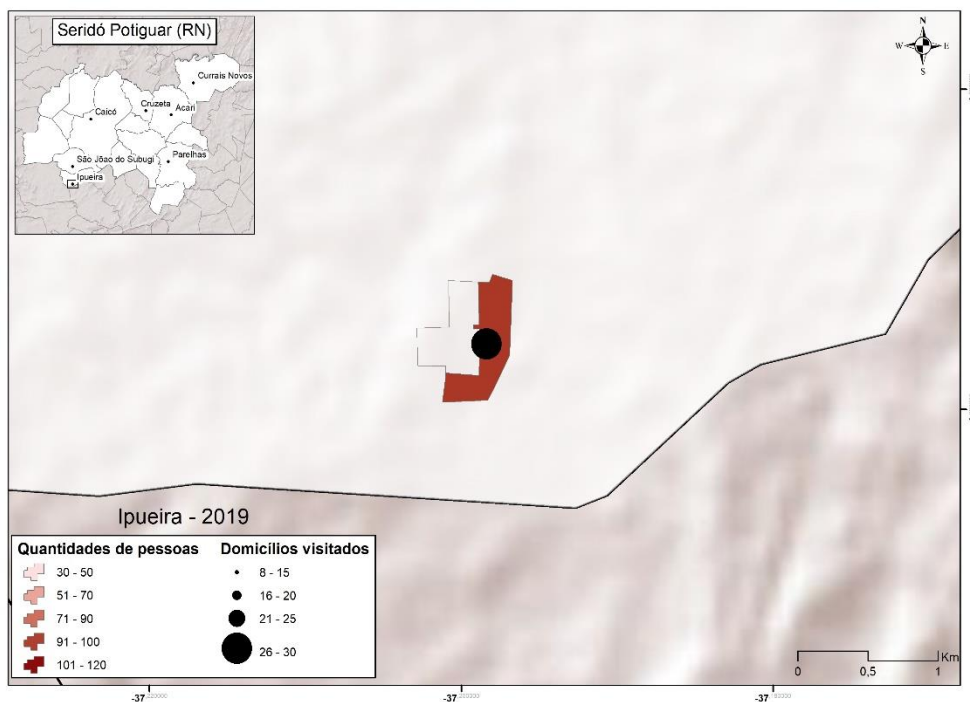 Seridó Potiguar (RN)
Currais Novos
Cruzeta
Acari
Caicó
São Jõao do Subugi
Parelhas
Ipueira
N
W
E
S
Ipueira - 2019
Quantidades de pessoas
Domicílios visitados
30 - 50
8 - 15
51 - 70
16 - 20
71 - 90
21 - 25
91 - 100
26 - 30
101 - 120
Km
0
0,5
1
-37
-37
-37